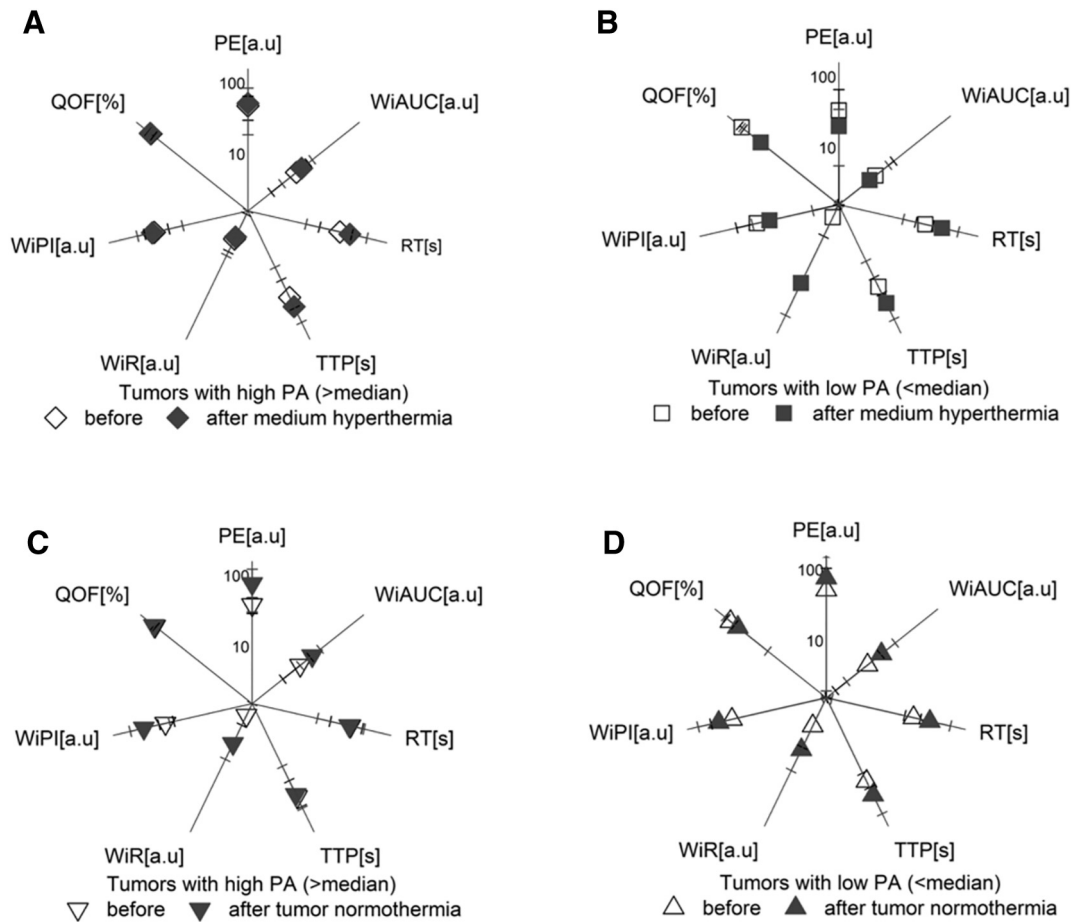 A
PE[a.u]
100
10
QOF[%]
WiAUC[a.u]
WiPI[a.u]
RT[s]
WiR[a.u]
TTP[s]
Tumors with high PA (>median)
before after medium hyperthermia
B
PE[a.u]
100
10
QOF[%]
WiAUC[a.u]
WiPI[a.u]
RT[s]
WiR[a.u]
TTP[s]
Tumors with low PA (<median)
before after medium hyperthermia
C
PE[a.u]
100
10
QOF[%]
WiAUC[a.u]
WiPI[a.u]
RT[s]
WiR[a.u]
TTP[s]
Tumors with high PA (>median)
before after tumor normothermia
D
PE[a.u]
100
10
QOF[%]
WiAUC[a.u]
WiPI[a.u]
RT[s]
WiR[a.u]
TTP[s]
Tumors with low PA (<median)
before after tumor normothermia